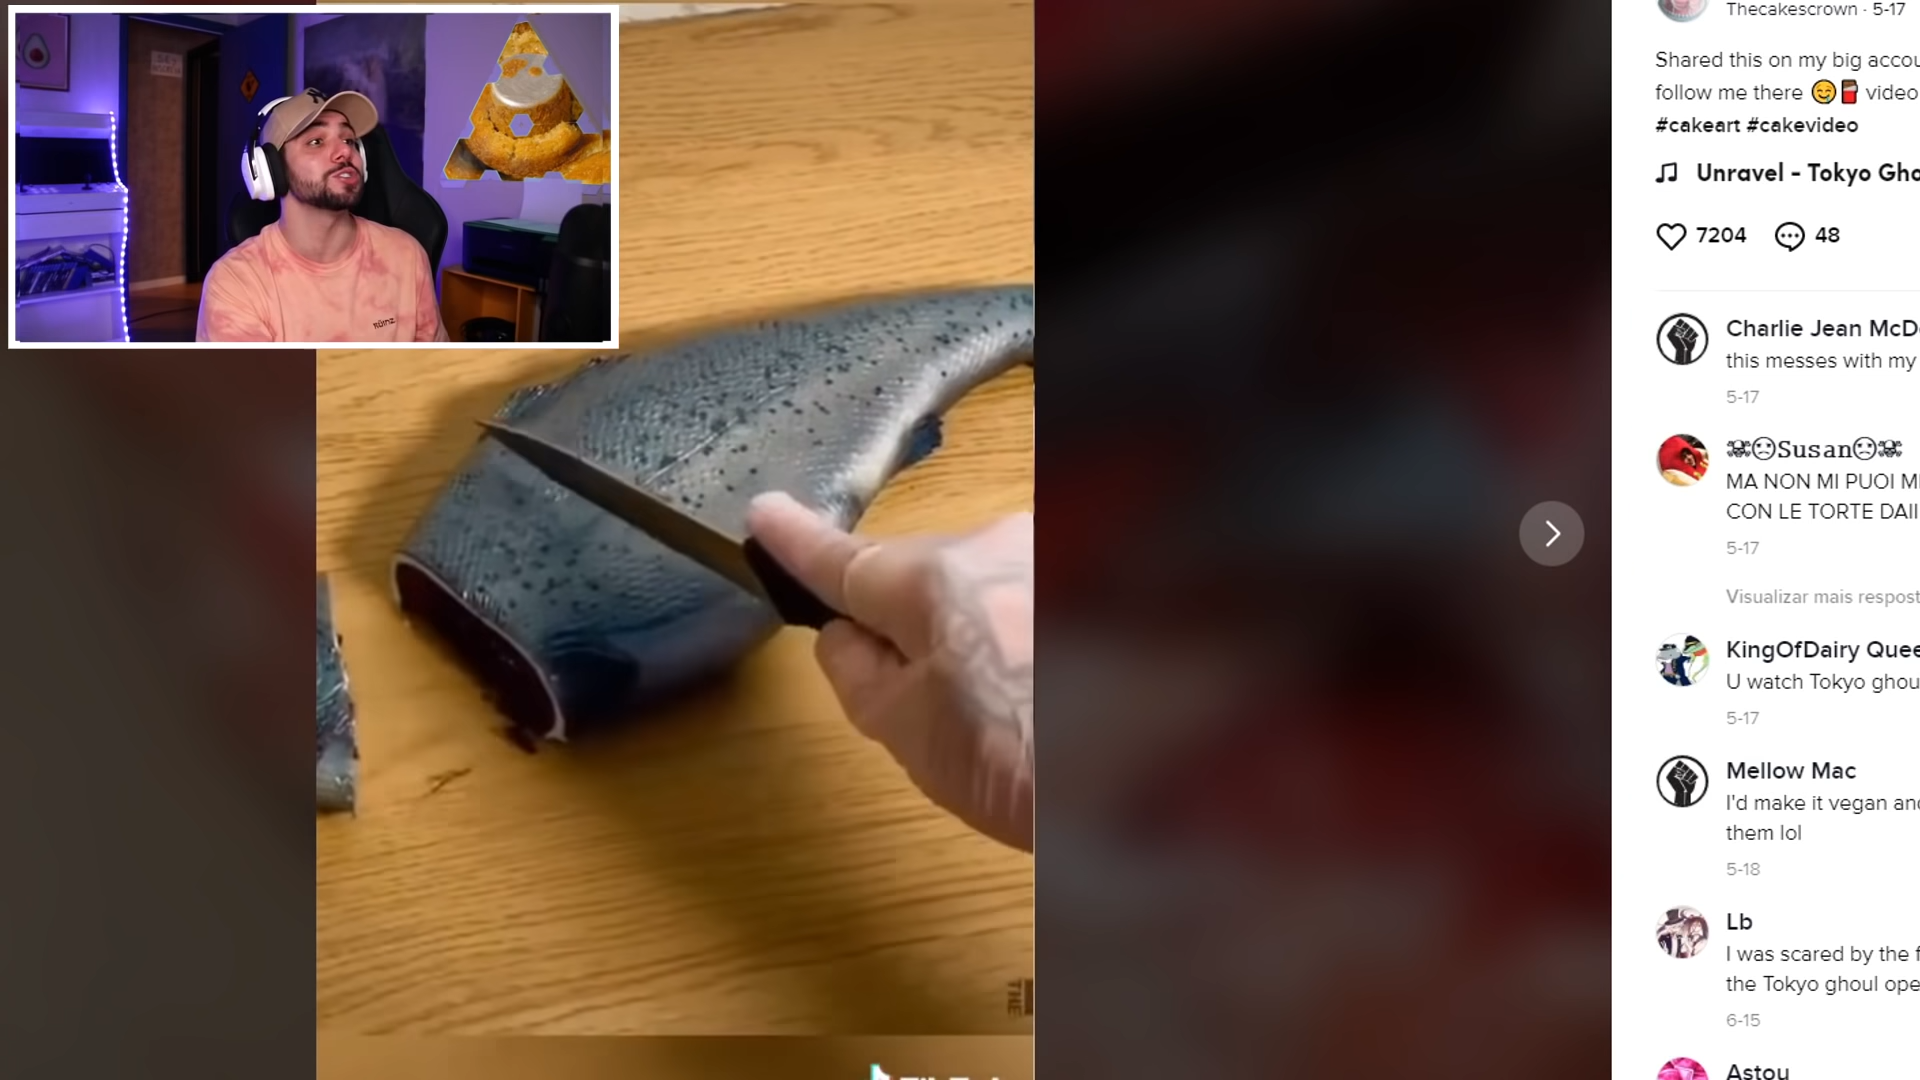 Thecakescrown · 5-17
Shared this on my big accou
follow me there 🤤🧧 video
#cakeart #cakevideo
Unravel - Tokyo Gho
7204
48
Charlie Jean McD
this messes with my
5-17
☠☹Susan☹☠
MA NON MI PUOI M
CON LE TORTE DAII
5-17
Visualizar mais respost
KingOfDairy Quee
U watch Tokyo ghou
5-17
Mellow Mac
I'd make it vegan and
them lol
5-18
Lb
I was scared by the f
the Tokyo ghoul ope
6-15
Astou
THE